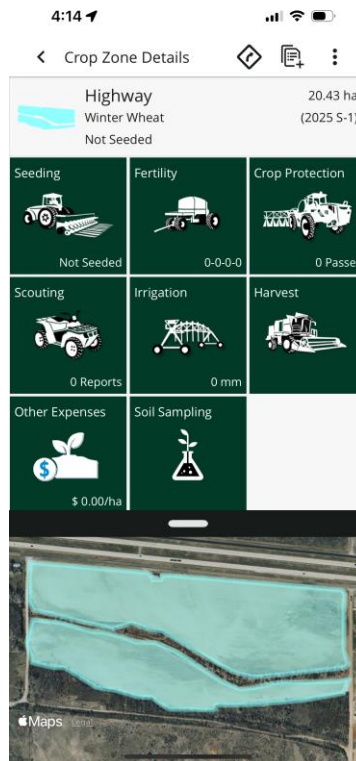 4:14
Crop Zone Details
Highway
20.43 ha
Winter Wheat
(2025 S-1)
Not Seeded
Seeding
Fertility
Crop Protection
Not Seeded
0-0-0-0
0 Passe
Scouting
Irrigation
Harvest
0 Reports
0 mm
Other Expenses
Soil Sampling
$
$ 0.00/ha
Maps
Legal